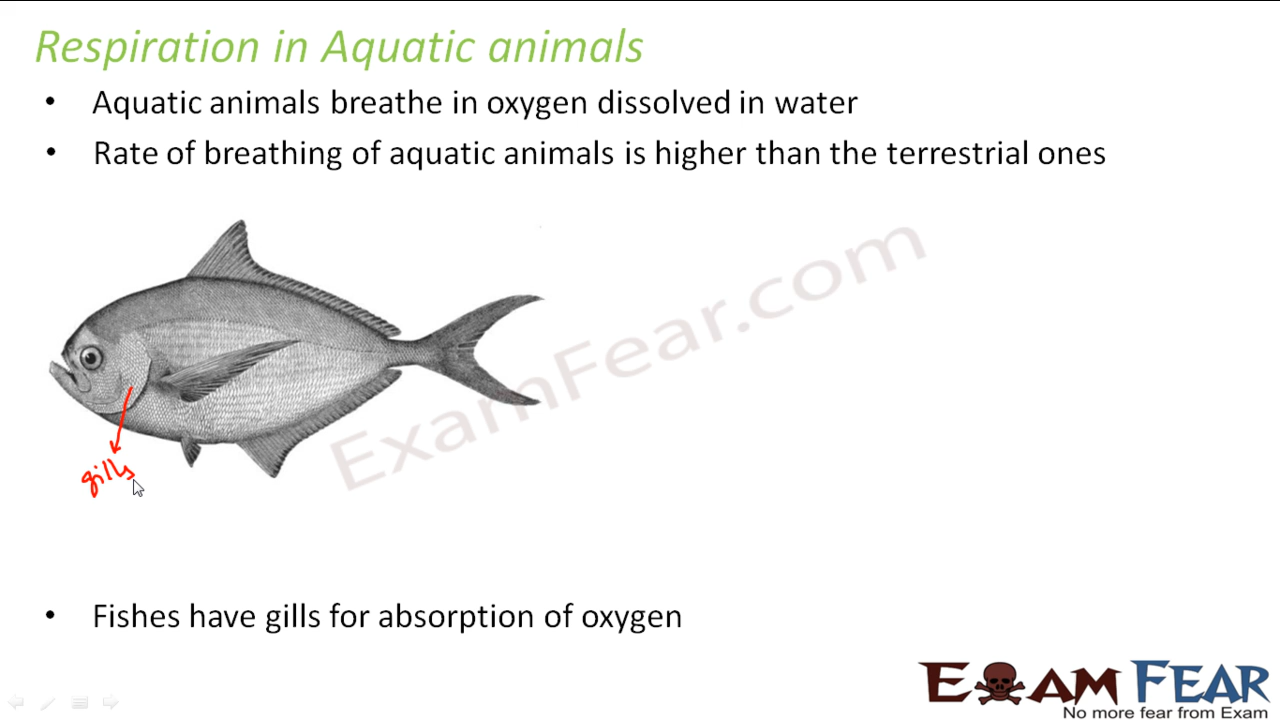 Respiration in Aquatic animals
• Aquatic animals breathe in oxygen dissolved in water
• Rate of breathing of aquatic animals is higher than the terrestrial ones
ExamFear.com
gills
• Fishes have gills for absorption of oxygen
EXAM FEAR
No more fear from Exam